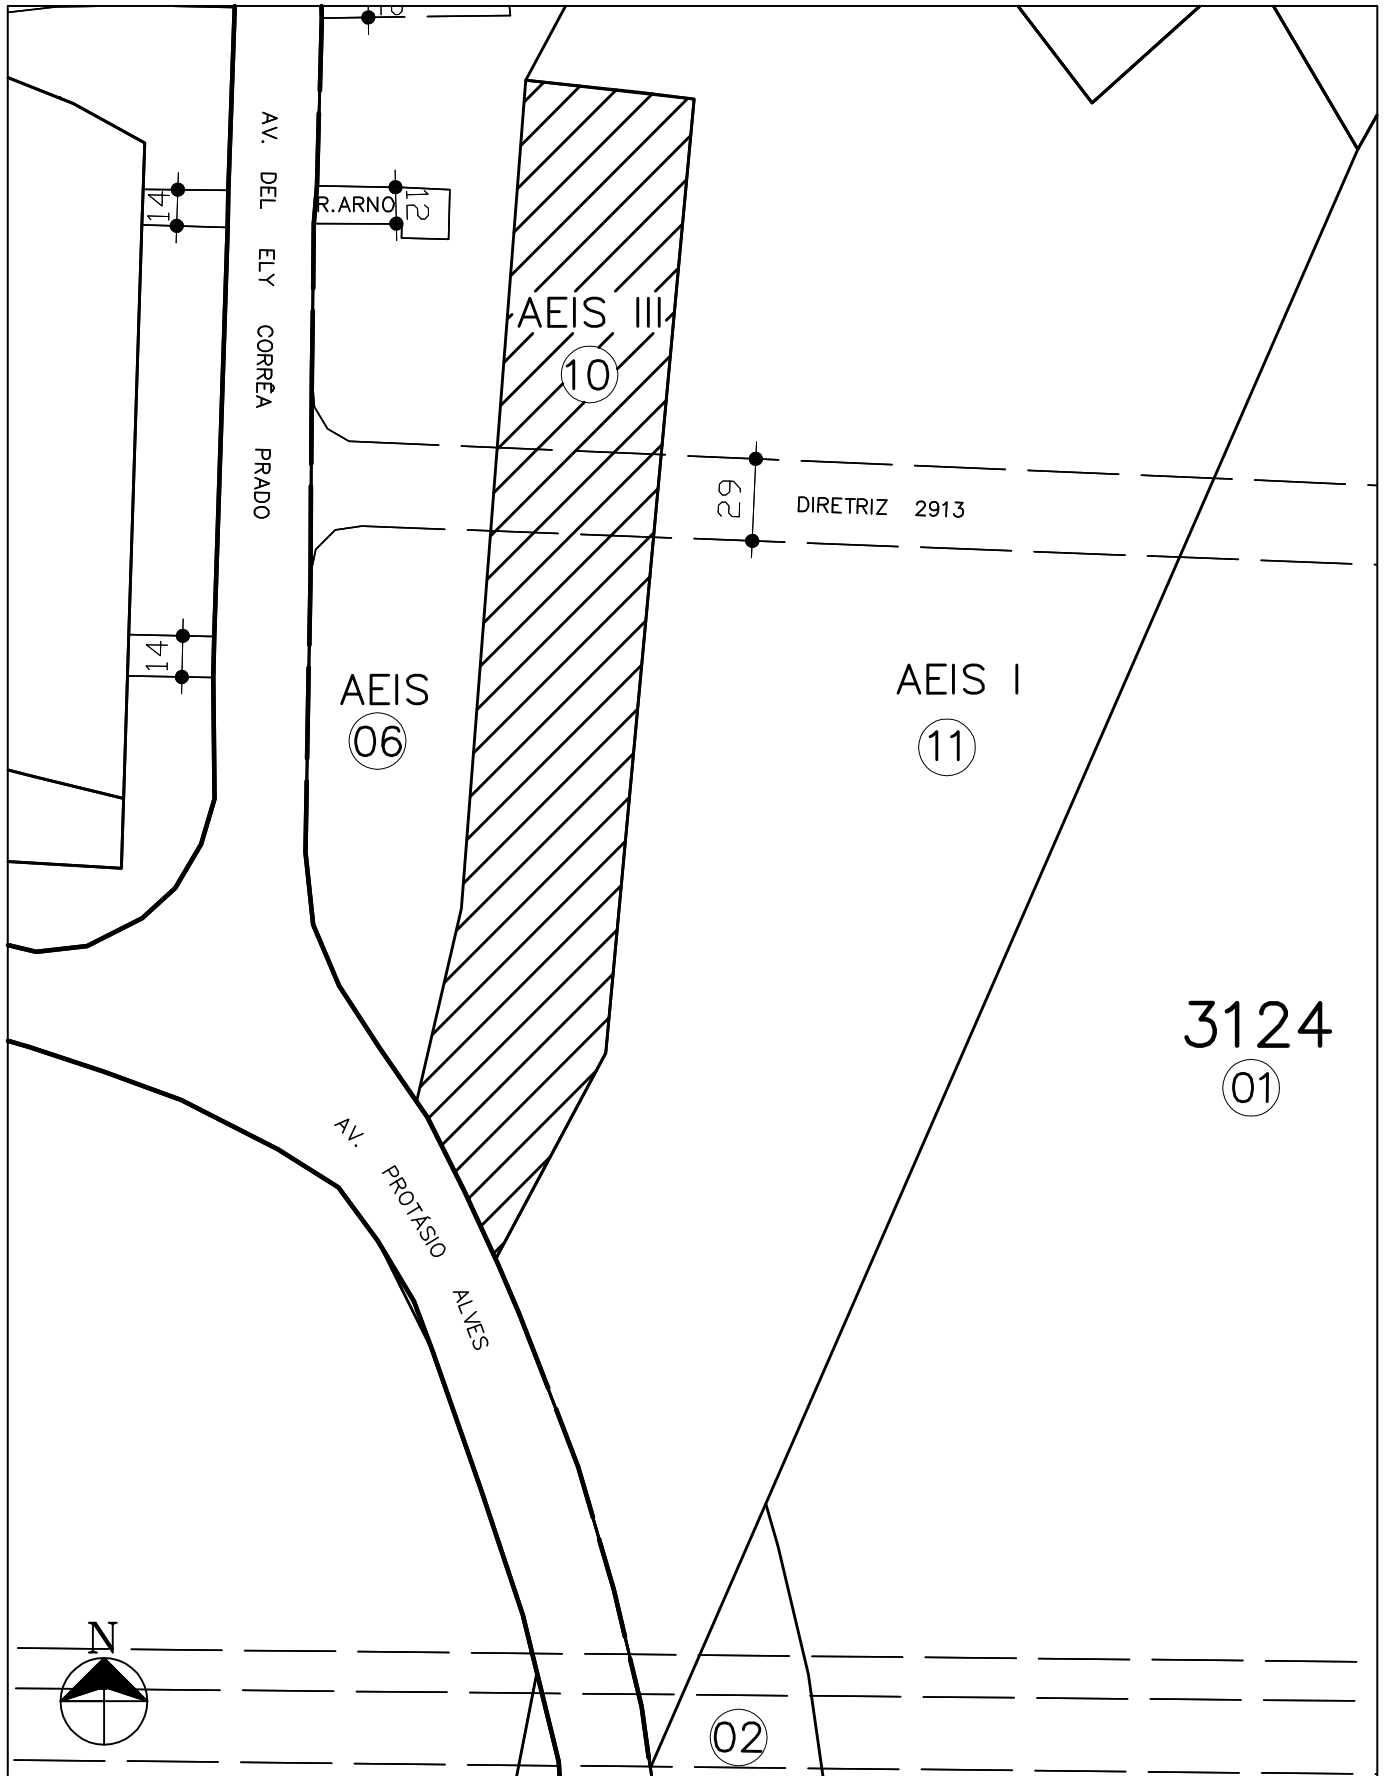 AV. DEL ELY CORRÊA PRADO
14
R.ARNO
12
AEIS III
10
29
DIRETRIZ 2913
14
AEIS
06
AEIS I
11
3124
01
AV. PROTÁSIO ALVES
N
02